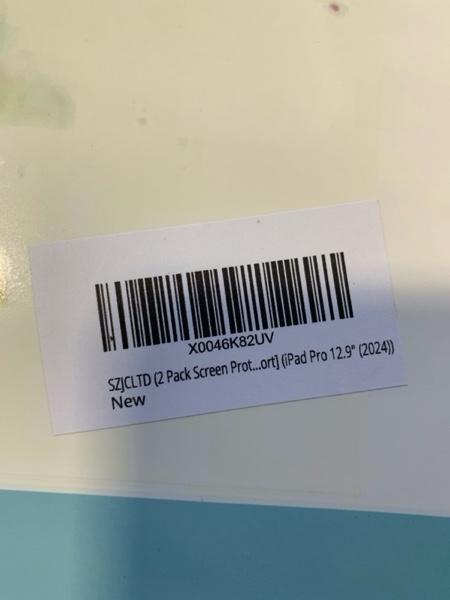 X0046K82UV
SZJCLTD (2 Pack Screen Prot...ort] (iPad Pro 12.9" (2024))
New